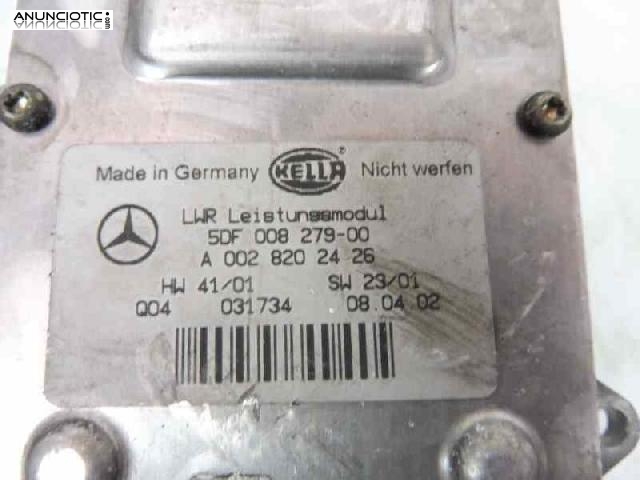 ANUNCIOTIC.com
Made in Germany HELLA ® Nicht werfen
LWR Leistungsmodul
5DF 008 279-00
A 002 820 24 26
HW 41/01 SW 23/01
Q04 031734 08.04.02